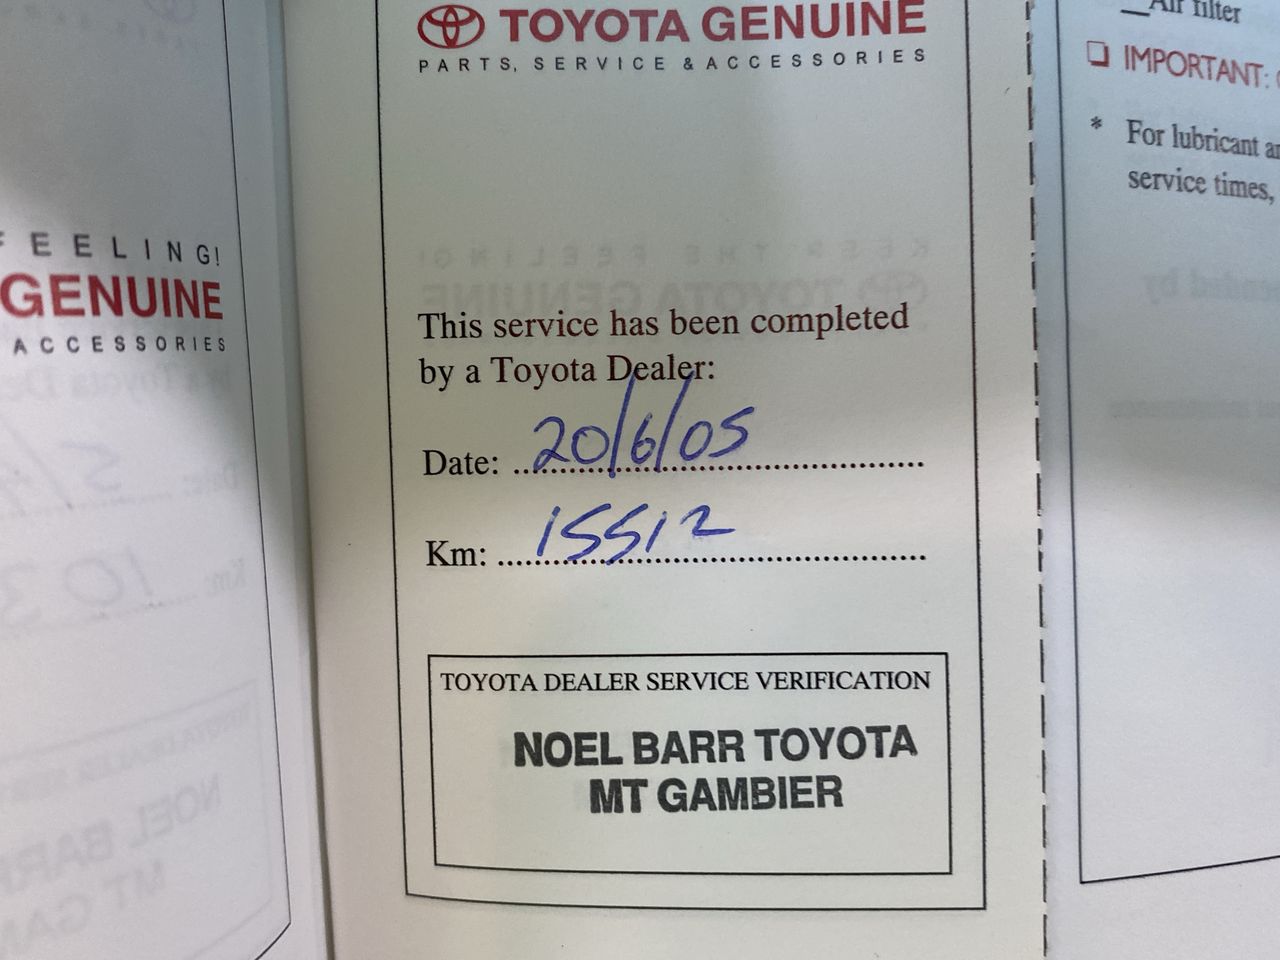 FEELING!
GENUINE
ACCESSORIES
TOYOTA GENUINE
PARTS, SERVICE & ACCESSORIES
This service has been completed
by a Toyota Dealer:
Date: 20/6/05
Km: 15512
TOYOTA DEALER SERVICE VERIFICATION
NOEL BARR TOYOTA
MT GAMBIER
Air filter
IMPORTANT:
* For lubricant
service times,